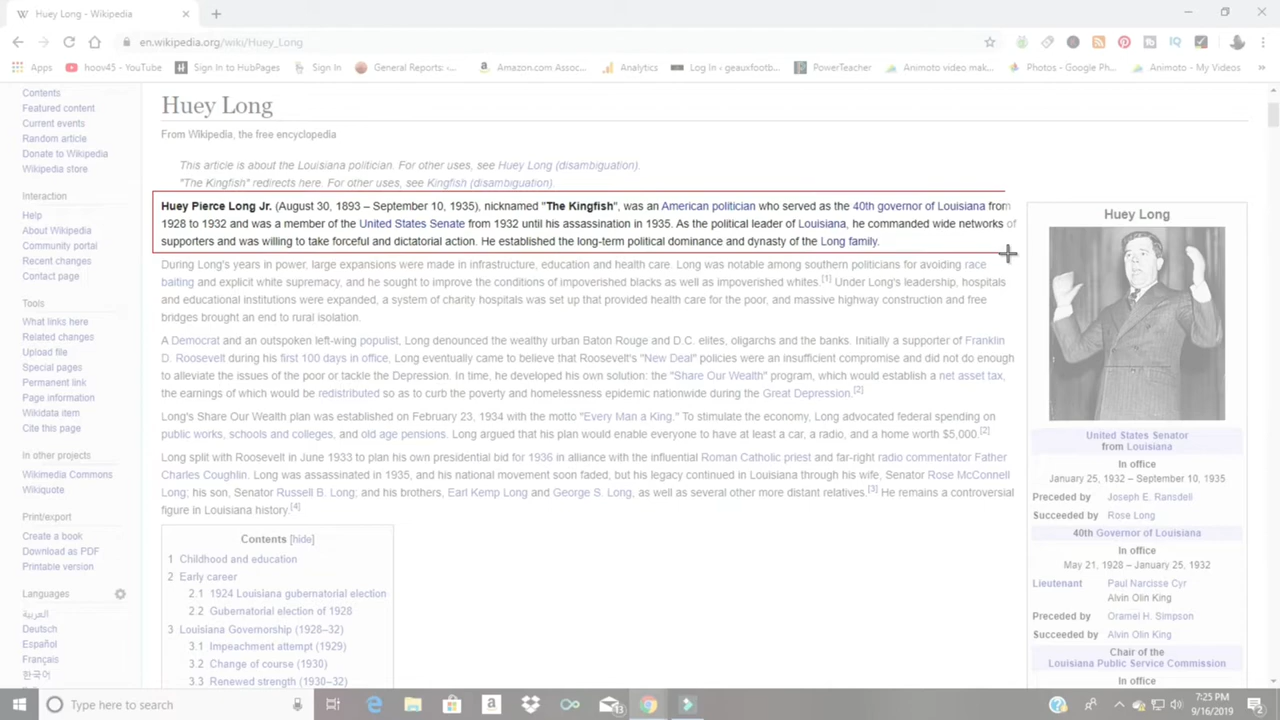 Huey Long - Wikipedia
en.wikipedia.org/wiki/Huey_Long
Apps
hoov45 - YouTube
Sign In to HubPages
Sign In
General Reports: -...
Amazon.com Assoc...
Analytics
Log In ‹ geauxfootb...
PowerTeacher
Animoto video mak...
Photos - Google Ph...
Animoto - My Videos
»
Contents
Featured content
Current events
Random article
Donate to Wikipedia
Wikipedia store
Interaction
Help
About Wikipedia
Community portal
Recent changes
Contact page
Tools
What links here
Related changes
Upload file
Special pages
Permanent link
Page information
Wikidata item
Cite this page
In other projects
Wikimedia Commons
Wikiquote
Print/export
Create a book
Download as PDF
Printable version
Languages
العربية
Deutsch
Español
Français
한국어
Huey Long
From Wikipedia, the free encyclopedia
This article is about the Louisiana politician. For other uses, see Huey Long (disambiguation).
"The Kingfish" redirects here. For other uses, see Kingfish (disambiguation).
Huey Pierce Long Jr. (August 30, 1893 – September 10, 1935), nicknamed "The Kingfish", was an American politician who served as the 40th governor of Louisiana from
1928 to 1932 and was a member of the United States Senate from 1932 until his assassination in 1935. As the political leader of Louisiana, he commanded wide networks of
supporters and was willing to take forceful and dictatorial action. He established the long-term political dominance and dynasty of the Long family.
During Long's years in power, large expansions were made in infrastructure, education and health care. Long was notable among southern politicians for avoiding race
baiting and explicit white supremacy, and he sought to improve the conditions of impoverished blacks as well as impoverished whites.[1] Under Long's leadership, hospitals
and educational institutions were expanded, a system of charity hospitals was set up that provided health care for the poor, and massive highway construction and free
bridges brought an end to rural isolation.
A Democrat and an outspoken left-wing populist, Long denounced the wealthy urban Baton Rouge and D.C. elites, oligarchs and the banks. Initially a supporter of Franklin
D. Roosevelt during his first 100 days in office, Long eventually came to believe that Roosevelt's "New Deal" policies were an insufficient compromise and did not do enough
to alleviate the issues of the poor or tackle the Depression. In time, he developed his own solution: the "Share Our Wealth" program, which would establish a net asset tax,
the earnings of which would be redistributed so as to curb the poverty and homelessness epidemic nationwide during the Great Depression.[2]
Long's Share Our Wealth plan was established on February 23, 1934 with the motto "Every Man a King." To stimulate the economy, Long advocated federal spending on
public works, schools and colleges, and old age pensions. Long argued that his plan would enable everyone to have at least a car, a radio, and a home worth $5,000.[2]
Long split with Roosevelt in June 1933 to plan his own presidential bid for 1936 in alliance with the influential Roman Catholic priest and far-right radio commentator Father
Charles Coughlin. Long was assassinated in 1935, and his national movement soon faded, but his legacy continued in Louisiana through his wife, Senator Rose McConnell
Long; his son, Senator Russell B. Long; and his brothers, Earl Kemp Long and George S. Long, as well as several other more distant relatives.[3] He remains a controversial
figure in Louisiana history.[4]
Contents [hide]
1 Childhood and education
2 Early career
2.1 1924 Louisiana gubernatorial election
2.2 Gubernatorial election of 1928
3 Louisiana Governorship (1928–32)
3.1 Impeachment attempt (1929)
3.2 Change of course (1930)
3.3 Renewed strength (1930–32)
Huey Long
United States Senator
from Louisiana
In office
January 25, 1932 – September 10, 1935
Preceded by Joseph E. Ransdell
Succeeded by Rose Long
40th Governor of Louisiana
In office
May 21, 1928 – January 25, 1932
Lieutenant Paul Narcisse Cyr
Alvin Olin King
Preceded by Oramel H. Simpson
Succeeded by Alvin Olin King
Chair of the
Louisiana Public Service Commission
In office
Type here to search
13
7:25 PM
9/16/2019
2